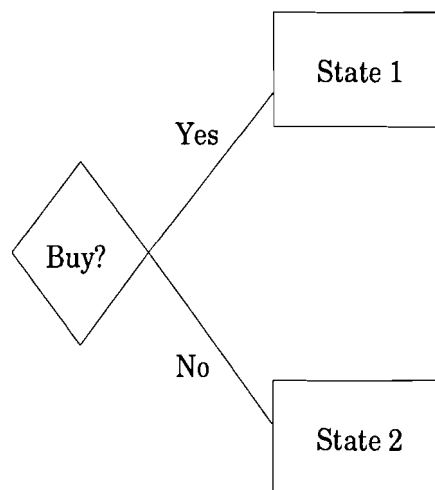 State 1
Yes
Buy?
No
State 2